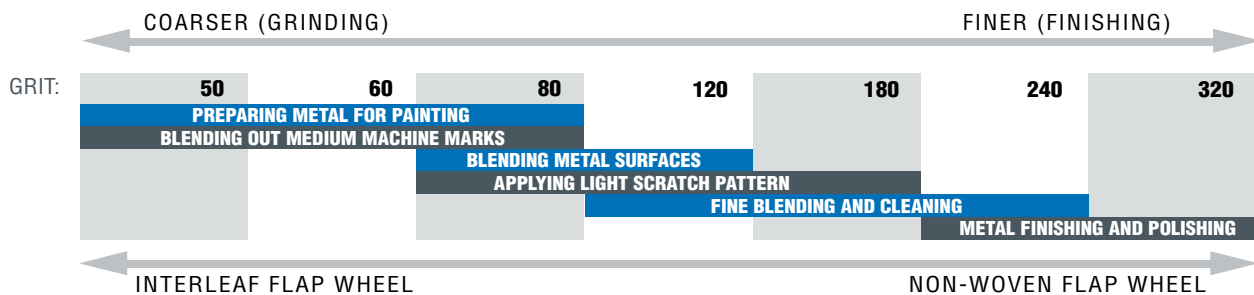 COARSER (GRINDING) FINER (FINISHING)
GRIT: 50 60 80 120 180 240 320
PREPARING METAL FOR PAINTING
BLENDING OUT MEDIUM MACHINE MARKS
BLENDING METAL SURFACES
APPLYING LIGHT SCRATCH PATTERN
FINE BLENDING AND CLEANING
METAL FINISHING AND POLISHING
INTERLEAF FLAP WHEEL NON-WOVEN FLAP WHEEL